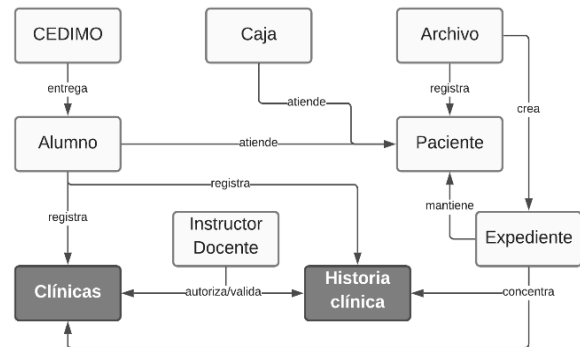 CEDIMO
Caja
Archivo
entrega
atiende
registra
crea
Alumno
atiende
Paciente
registra
registra
mantiene
Instructor
Docente
Expediente
Clínicas
autoriza/valida
Historia
clínica
concentra